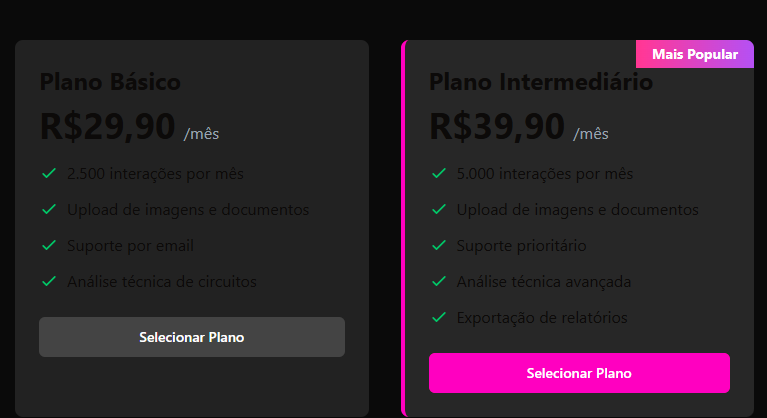 Plano Básico
R$29,90 /mês
2.500 interações por mês
Upload de imagens e documentos
Suporte por email
Análise técnica de circuitos
Selecionar Plano
Mais Popular
Plano Intermediário
R$39,90 /mês
5.000 interações por mês
Upload de imagens e documentos
Suporte prioritário
Análise técnica avançada
Exportação de relatórios
Selecionar Plano